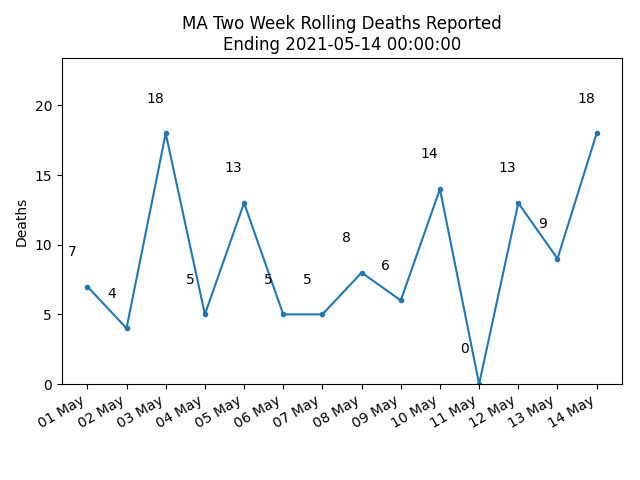 MA Two Week Rolling Deaths Reported
Ending 2021-05-14 00:00:00
Deaths
20
15
10
5
0
7
4
18
5
13
5
5
8
6
14
0
13
9
18
01 May
02 May
03 May
04 May
05 May
06 May
07 May
08 May
09 May
10 May
11 May
12 May
13 May
14 May